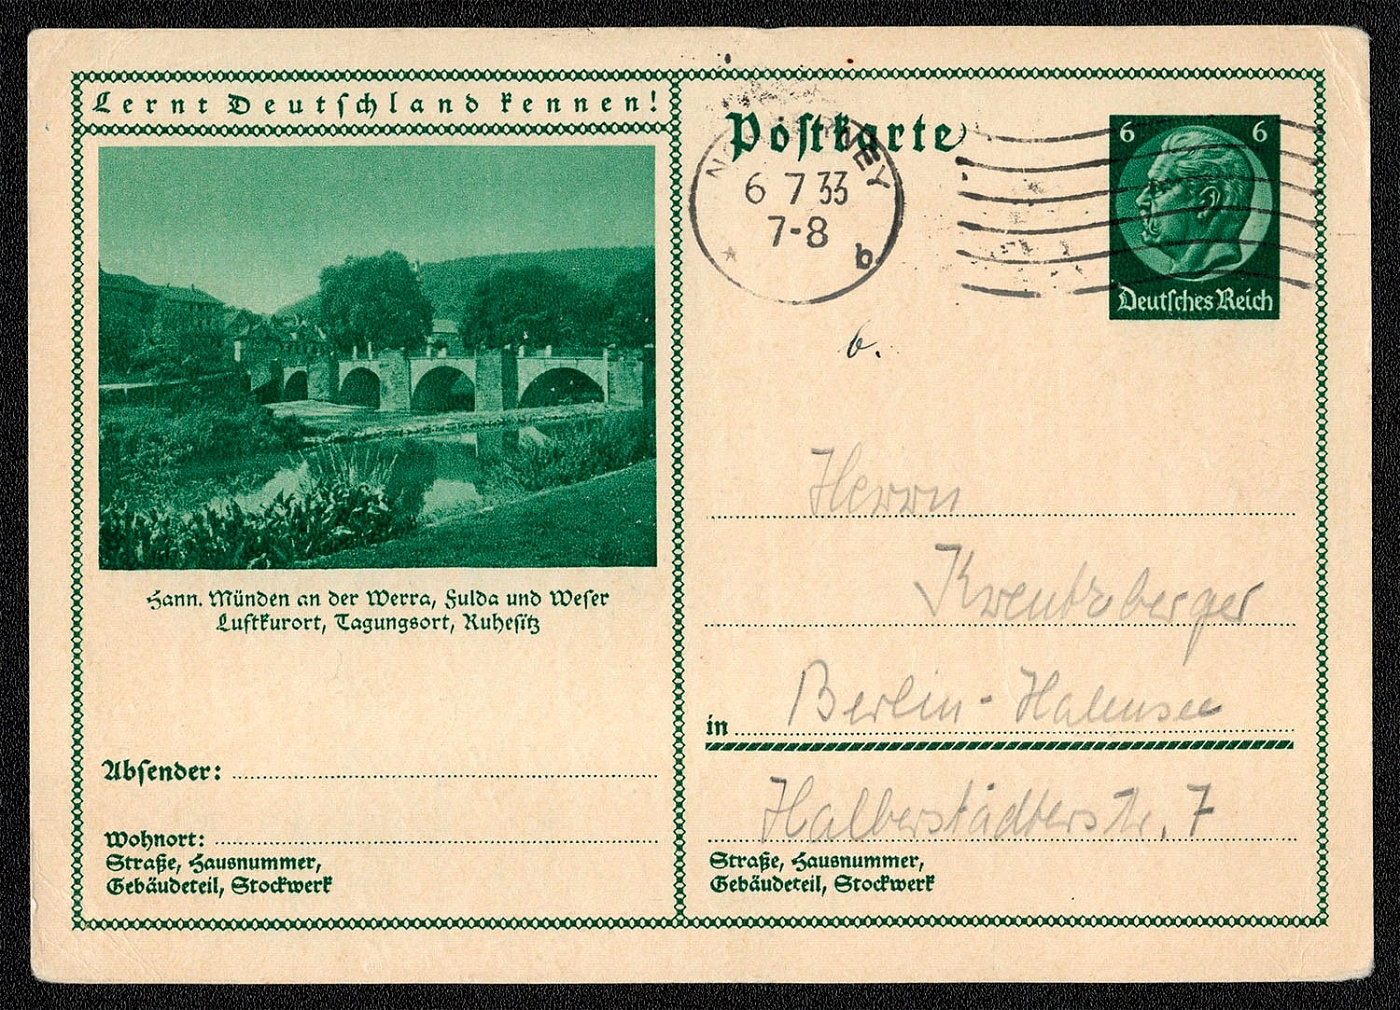 Lernt Deutschland kennen!
Hann. Münden an der Werra, Fulda und Weser
Luftkurort, Tagungsort, Ruhesitz
Absender:
Wohnort:
Straße, Hausnummer,
Gebäudeteil, Stockwerk
Postkarte
6 7 33
7-8
b
6 6
Deutsches Reich
6.
Herrn
Kreutzberger
in Berlin-Halensee
Halberstädterstr. 7
Straße, Hausnummer,
Gebäudeteil, Stockwerk